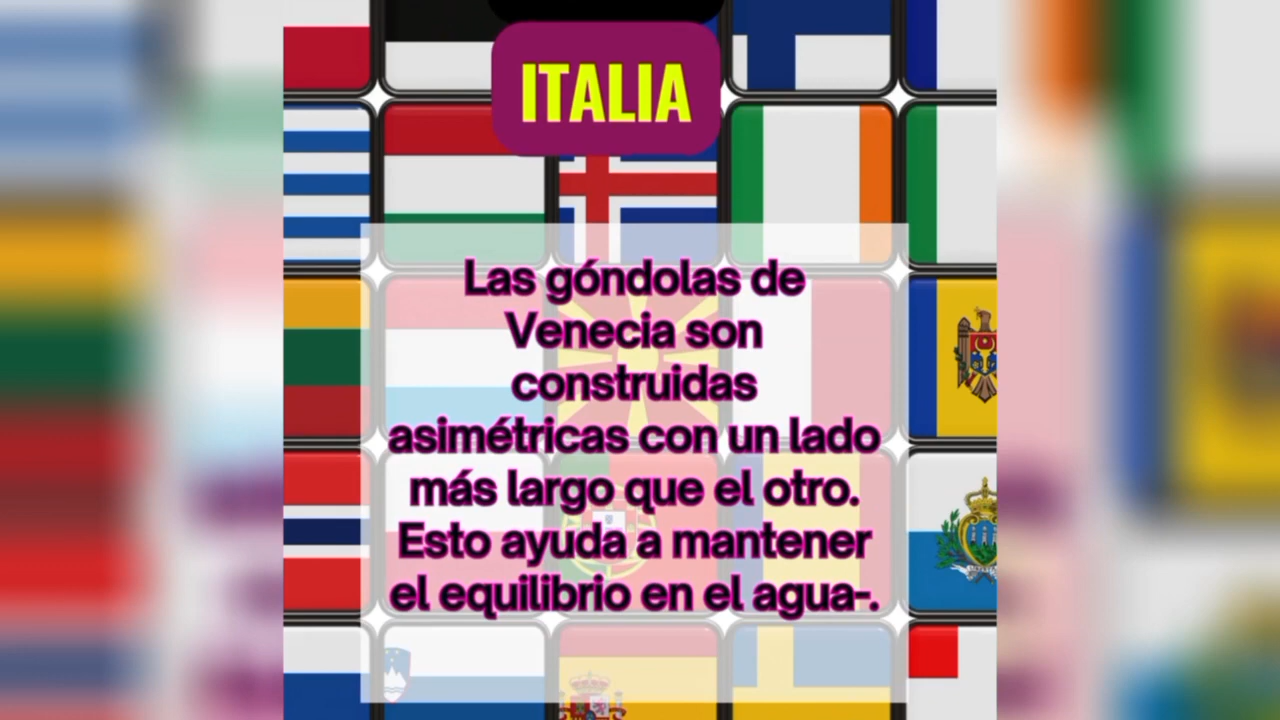 ITALIA
Las góndolas de
Venecia son
construidas
asimétricas con un lado
más largo que el otro.
Esto ayuda a mantener
el equilibrio en el agua-.